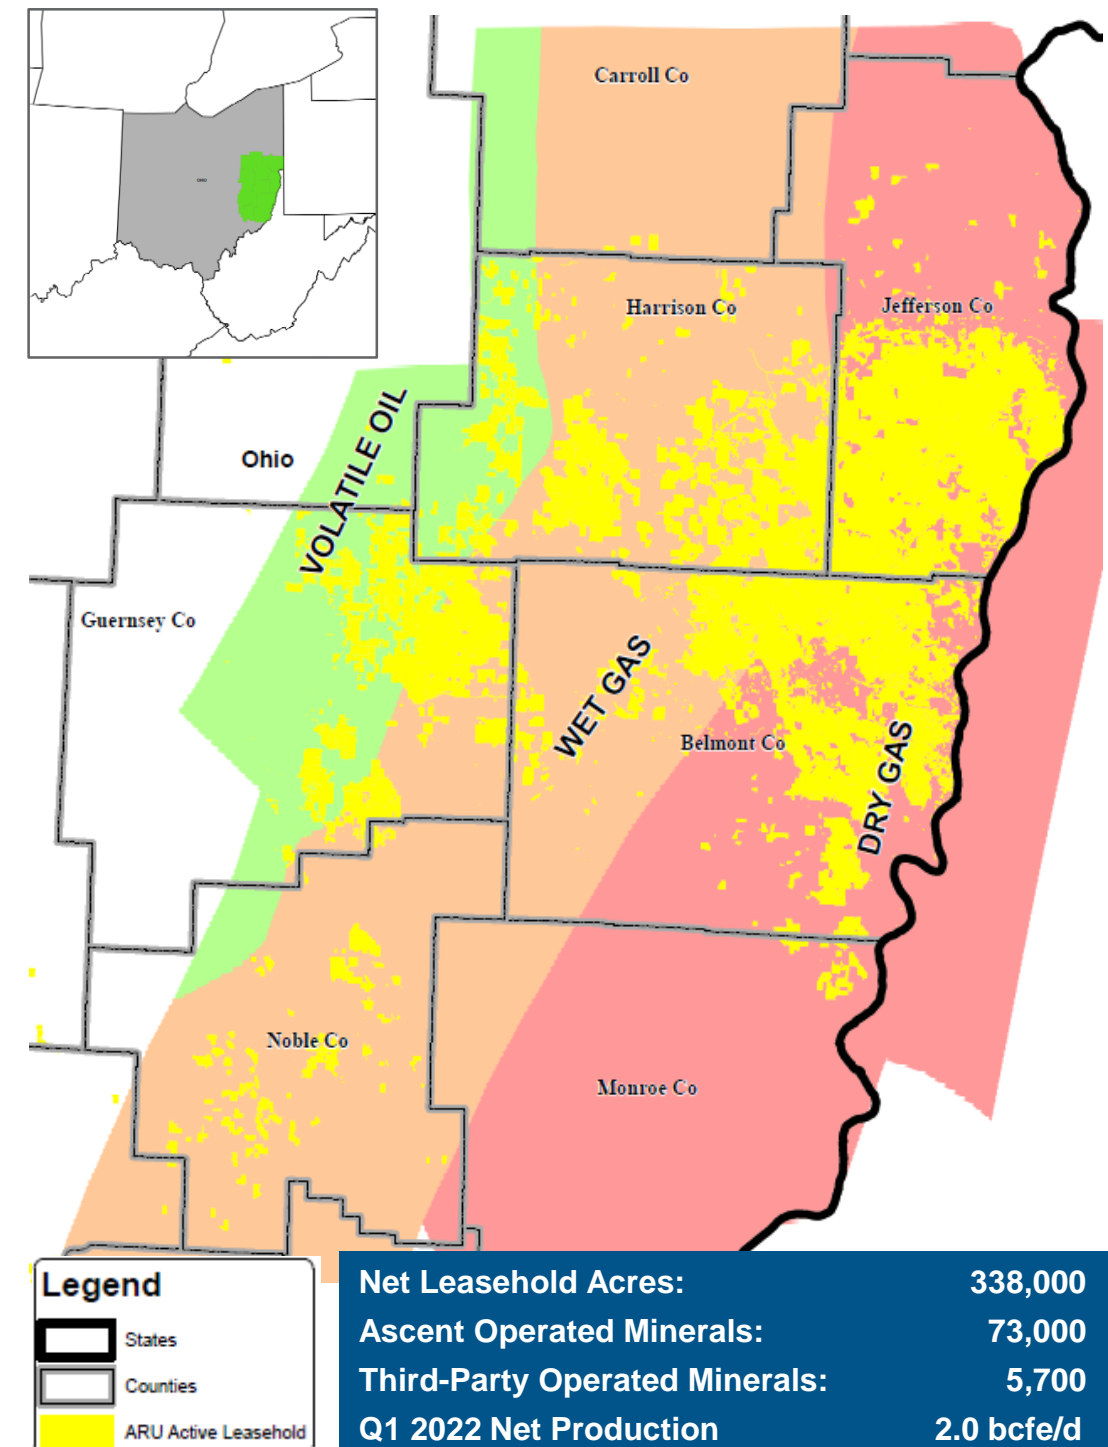 Carroll Co
Harrison Co
Jefferson Co
Ohio
VOLATILE OIL
Guernsey Co
WET GAS
Belmont Co
DRY GAS
Noble Co
Monroe Co
Legend
States
Counties
ARU Active Leasehold
Net Leasehold Acres: 338,000
Ascent Operated Minerals: 73,000
Third-Party Operated Minerals: 5,700
Q1 2022 Net Production 2.0 bcfe/d